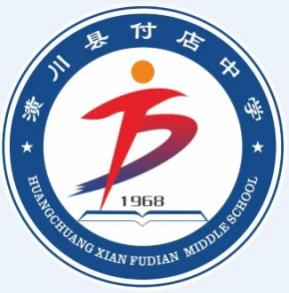 潢川县付店中学
1968
HUANGCHUANG XIAN FUDIAN MIDDLE SCHOOL